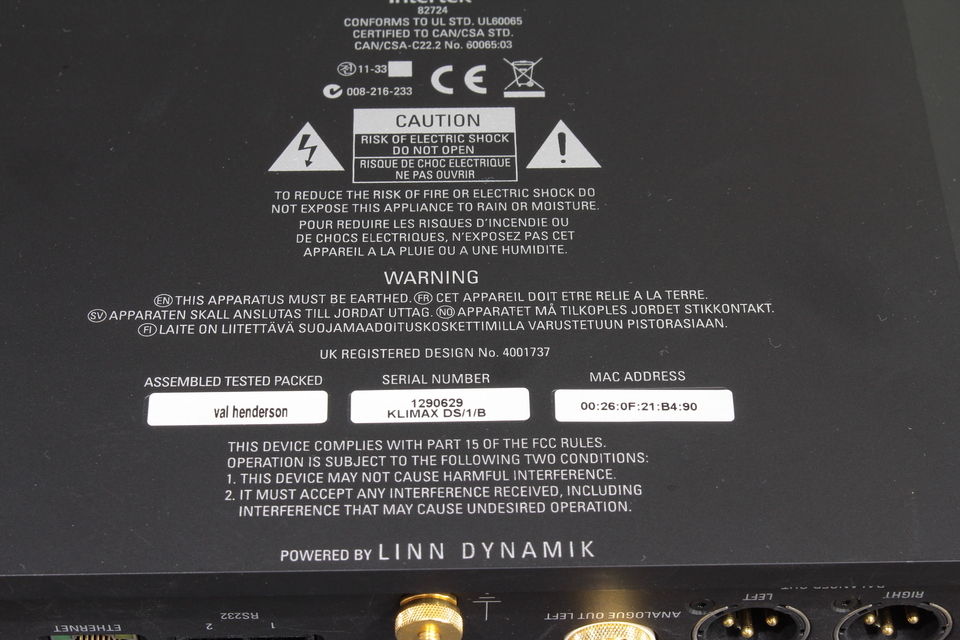 Intertek
82724
CONFORMS TO UL STD. UL60065
CERTIFIED TO CAN/CSA STD.
CAN/CSA-C22.2 No. 60065:03
11-33
CE
008-216-233
CAUTION
RISK OF ELECTRIC SHOCK
DO NOT OPEN
RISQUE DE CHOC ELECTRIQUE
NE PAS OUVRIR
TO REDUCE THE RISK OF FIRE OR ELECTRIC SHOCK DO
NOT EXPOSE THIS APPLIANCE TO RAIN OR MOISTURE.
POUR REDUIRE LES RISQUES D'INCENDIE OU
DE CHOCS ELECTRIQUES, N'EXPOSEZ PAS CET
APPAREIL A LA PLUIE OU A UNE HUMIDITE.
WARNING
EN THIS APPARATUS MUST BE EARTHED. FR CET APPAREIL DOIT ETRE RELIE A LA TERRE.
SV APPARATEN SKALL ANSLUTAS TILL JORDAT UTTAG. NO APPARATET MÅ TILKOPLES JORDET STIKKONTAKT.
FI LAITE ON LIITETTÄVÄ SUOJAMAADOITUSKOSKETTIMILLA VARUSTETUUN PISTORASIAAN.
UK REGISTERED DESIGN No. 4001737
ASSEMBLED TESTED PACKED
val henderson
SERIAL NUMBER
1290629
KLIMAX DS/1/B
MAC ADDRESS
00:26:0F:21:B4:90
THIS DEVICE COMPLIES WITH PART 15 OF THE FCC RULES.
OPERATION IS SUBJECT TO THE FOLLOWING TWO CONDITIONS:
1. THIS DEVICE MAY NOT CAUSE HARMFUL INTERFERENCE.
2. IT MUST ACCEPT ANY INTERFERENCE RECEIVED, INCLUDING
INTERFERENCE THAT MAY CAUSE UNDESIRED OPERATION.
POWERED BY LINN DYNAMIK
ETHERNET
2 RS232 1
ANALOGUE OUT LEFT
BALANCED OUT
LEFT
RIGHT